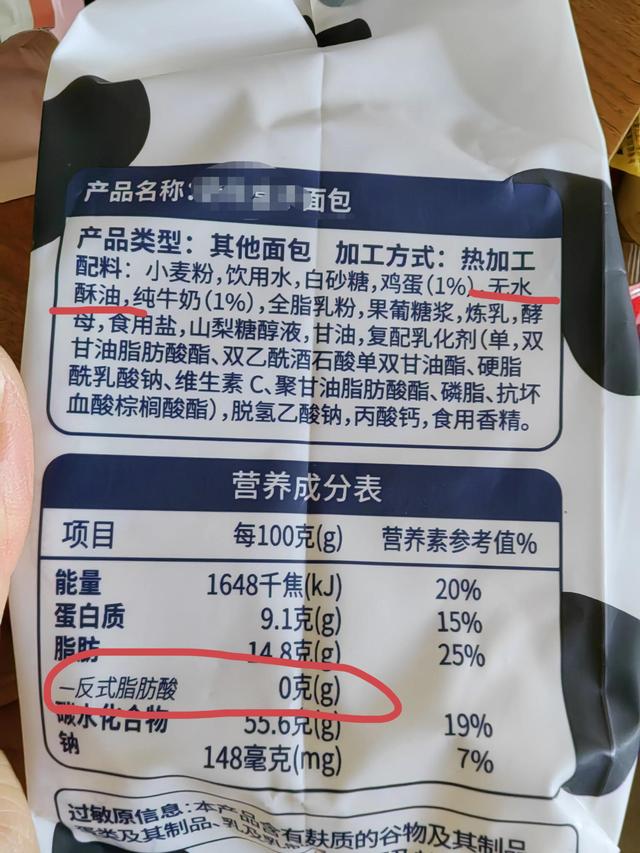 产品名称: 面包
产品类型: 其他面包 加工方式: 热加工
配料: 小麦粉,饮用水,白砂糖,鸡蛋(1%),无水
酥油,纯牛奶(1%),全脂乳粉,果葡糖浆,炼乳,酵
母,食用盐,山梨糖醇液,甘油,复配乳化剂(单,双
甘油脂肪酸酯、双乙酰酒石酸单双甘油酯、硬脂
酰乳酸钠、维生素C、聚甘油脂肪酸酯、磷脂、抗坏
血酸棕榈酸酯),脱氢乙酸钠,丙酸钙,食用香精。
营养成分表
项目 每100克(g) 营养素参考值%
能量 1648千焦(kJ) 20%
蛋白质 9.1克(g) 15%
脂肪 14.8克(g) 25%
—反式脂肪酸 0克(g)
碳水化合物 55.6克(g) 19%
钠 148毫克(mg) 7%
过敏原信息: 本产品含有麸质的谷物及其制品
蛋类及其制品、乳及乳